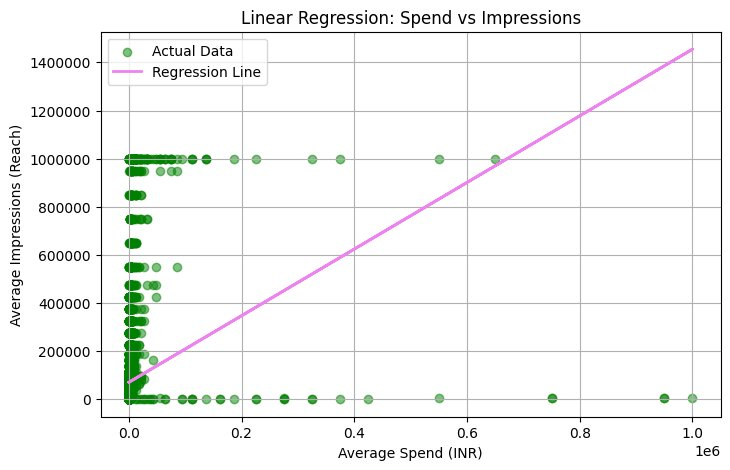 Linear Regression: Spend vs Impressions
Actual Data
Regression Line
1400000
1200000
1000000
800000
600000
400000
200000
0
Average Impressions (Reach)
0.0 0.2 0.4 0.6 0.8 1.0
1e6
Average Spend (INR)